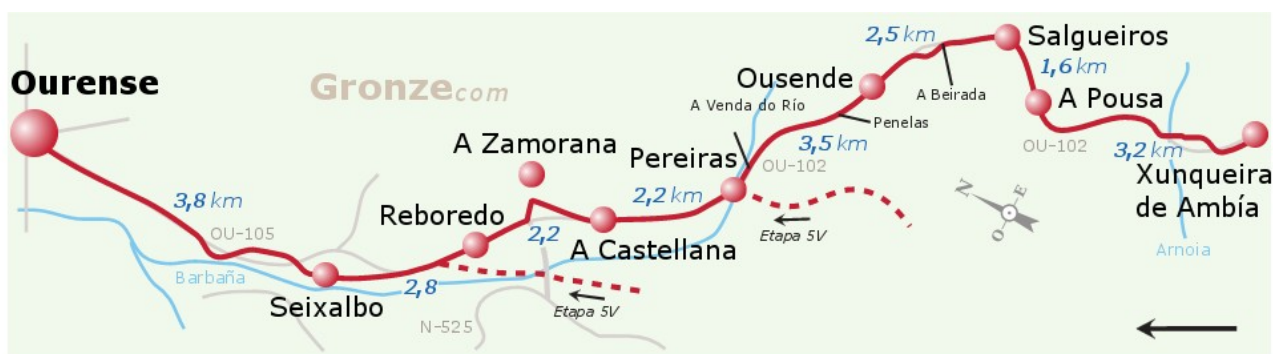 2,5 km
Salgueiros
1,6 km
Ourense
Gronze.com
Ousende
A Venda do Río
A Beirada
A Pousa
Penelas
3,5 km
OU-102
OU-102
3,2 km
A Zamorana
Pereiras
2,2 km
Xunqueira
de Ambía
N
E
O
3,8 km
Reboredo
OU-105
2,2
A Castellana
Etapa 5V
Arnoia
Barbaña
Seixalbo
2,8
N-525
Etapa 5V